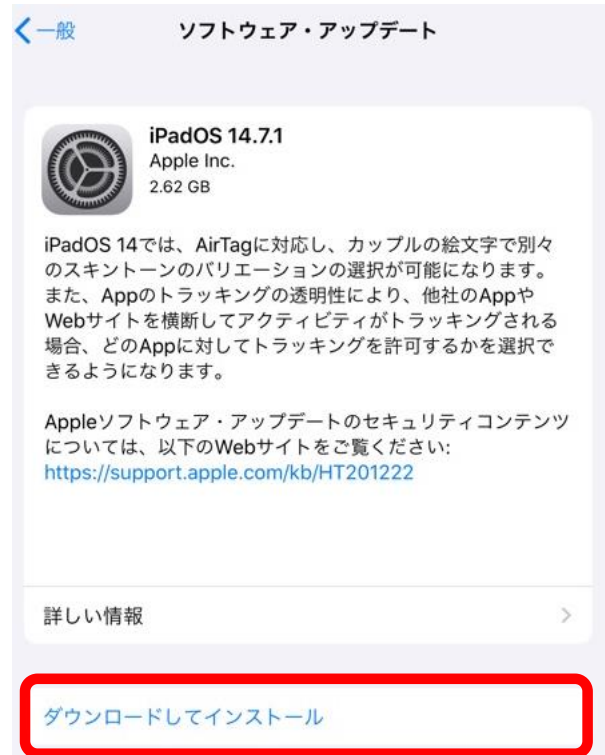 一般
ソフトウェア・アップデート
iPadOS 14.7.1
Apple Inc.
2.62 GB
iPadOS 14では、AirTagに対応し、カップルの絵文字で別々
のスキントーンのバリエーションの選択が可能になります。
また、Appのトラッキングの透明性により、他社のAppや
Webサイトを横断してアクティビティがトラッキングされる
場合、どのAppに対してトラッキングを許可するかを選択で
きるようになります。
Appleソフトウェア・アップデートのセキュリティコンテンツ
については、以下のWebサイトをご覧ください:
https://support.apple.com/kb/HT201222
詳しい情報
ダウンロードしてインストール